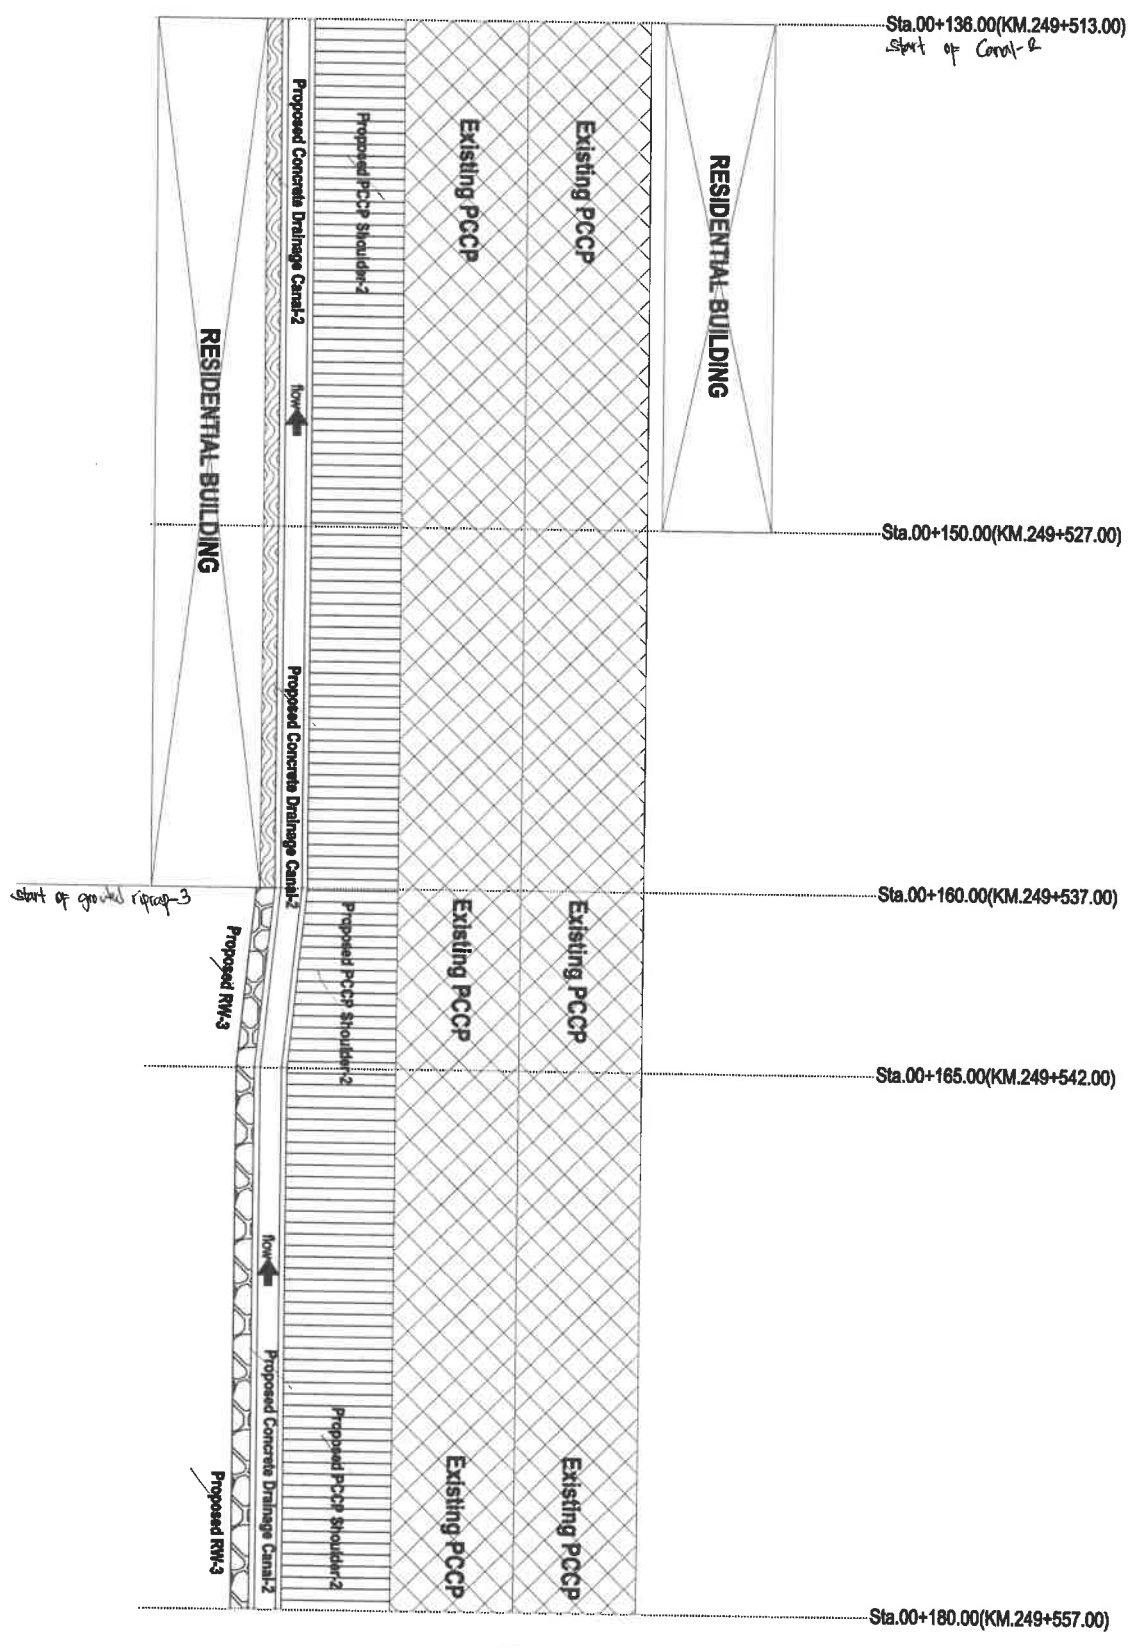 Sta.00+136.00(KM.249+513.00)
start of Canal-2
Proposed Concrete Drainage Canal-2
Proposed PCCP Shoulder-2
Existing PCCP
Existing PCCP
RESIDENTIAL BUILDING
RESIDENTIAL BUILDING
flow
Sta.00+150.00(KM.249+527.00)
Proposed Concrete Drainage Canal-2
start of grouted riprap-3
Sta.00+160.00(KM.249+537.00)
Proposed RW-3
Proposed PCCP Shoulder-2
Existing PCCP
Existing PCCP
Sta.00+165.00(KM.249+542.00)
flow
Proposed RW-3
Proposed Concrete Drainage Canal-2
Proposed PCCP Shoulder-2
Existing PCCP
Existing PCCP
Sta.00+180.00(KM.249+557.00)